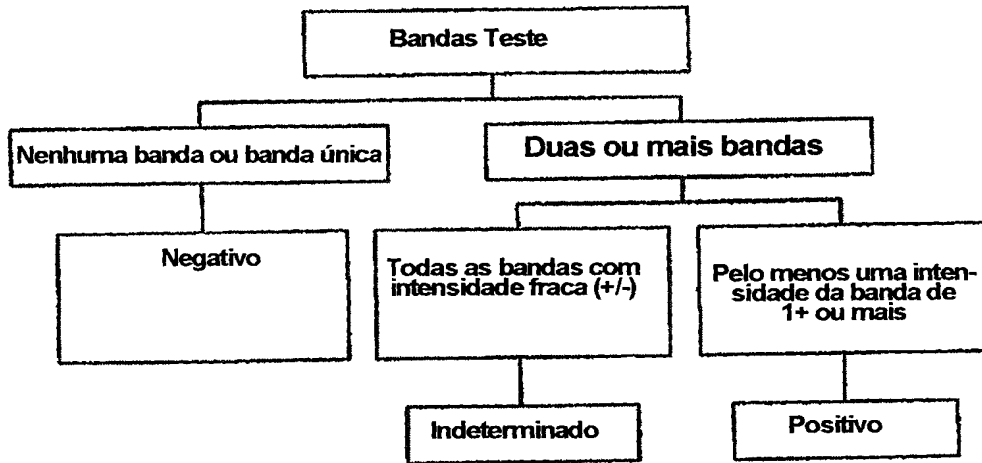 Bandas Teste
Nenhuma banda ou banda única
Duas ou mais bandas
Negativo
Todas as bandas com
intensidade fraca (+/-)
Pelo menos uma inten-
sidade da banda de
1+ ou mais
Indeterminado
Positivo